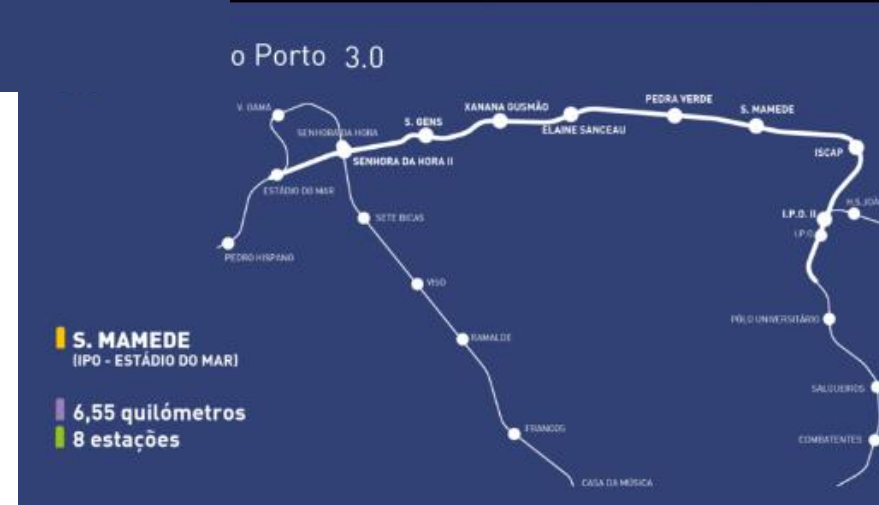 o Porto 3.0
V. GAMA
SENHORA DA HORA
S. GENS
XANANA GUSMÃO
ELAINE SANCEAU
PEDRA VERDE
S. MAMEDE
ISCAP
SENHORA DA HORA II
ESTÁDIO DO MAR
PEDRO HISPANO
SETE BICAS
VISO
RAMALDE
FRANCOS
CASA DA MÚSICA
I.P.O. II
I.P.O.
H.S.JOÃ
PÓLO UNIVERSITÁRIO
SALGUEIROS
COMBATENTES
S. MAMEDE
(IPO - ESTÁDIO DO MAR)
6,55 quilómetros
8 estações